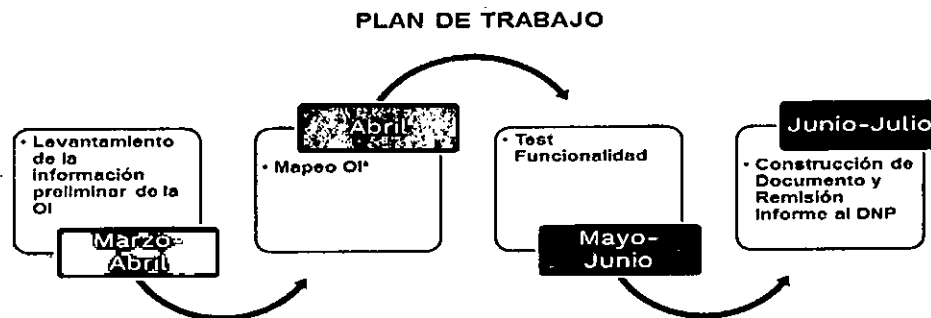 PLAN DE TRABAJO
• Levantamiento
de la
información
preliminar de la
OI
Marzo-
Abril
Abril
• Mapeo OI*
• Test
Funcionalidad
Mayo-
Junio
Junio-Julio
• Construcción de
Documento y
Remisión
Informe al DNP